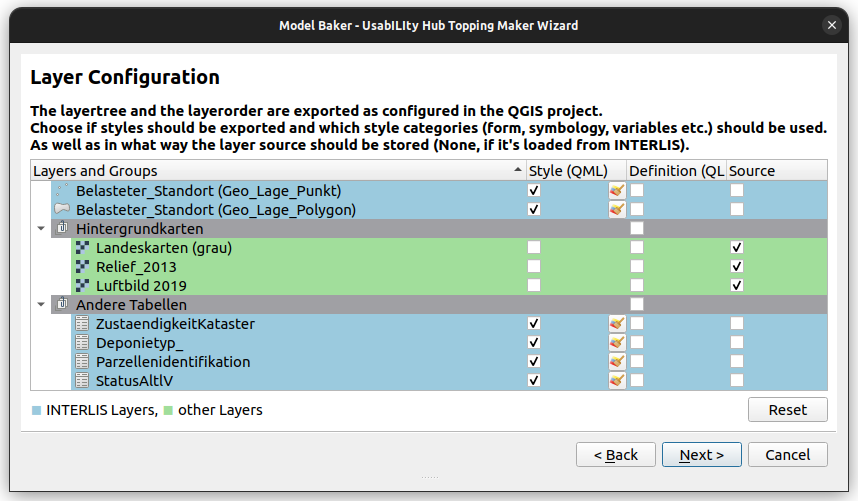 Model Baker - UsabILIty Hub Topping Maker Wizard
Layer Configuration
The layertree and the layerorder are exported as configured in the QGIS project.
Choose if styles should be exported and which style categories (form, symbology, variables etc.) should be used.
As well as in what way the layer source should be stored (None, if it's loaded from INTERLIS).
Layers and Groups Style (QML) Definition (QL Source
Belasteter_Standort (Geo_Lage_Punkt)
Belasteter_Standort (Geo_Lage_Polygon)
Hintergrundkarten
Landeskarten (grau)
Relief_2013
Luftbild 2019
Andere Tabellen
ZustaendigkeitKataster
Deponietyp_
Parzellenidentifikation
StatusAltlV
INTERLIS Layers, other Layers Reset
< Back Next > Cancel